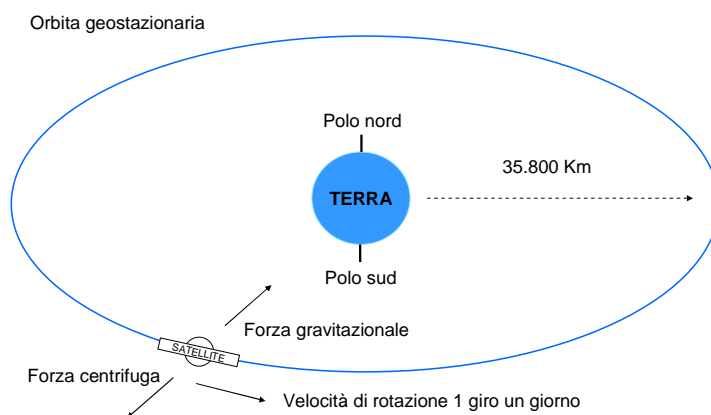 Orbita geostazionaria
Polo nord
35.800 Km
TERRA
Polo sud
Forza gravitazionale
SATELLITE
Forza centrifuga
Velocità di rotazione 1 giro un giorno